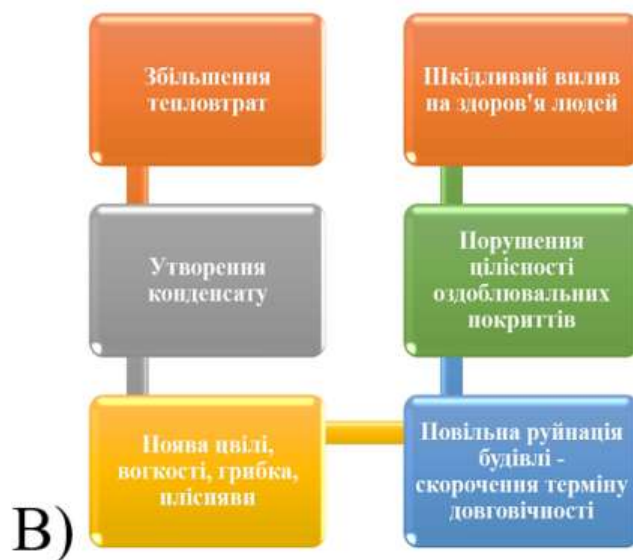 Збільшення
тепловтрат
Утворення
конденсату
Поява цвілі,
вогкості, грибка,
плісняви
Повільна руйнація
будівлі -
скорочення терміну
довговічності
Порушення
цілісності
оздоблювальних
покриттів
Шкідливий вплив
на здоров'я людей
В)